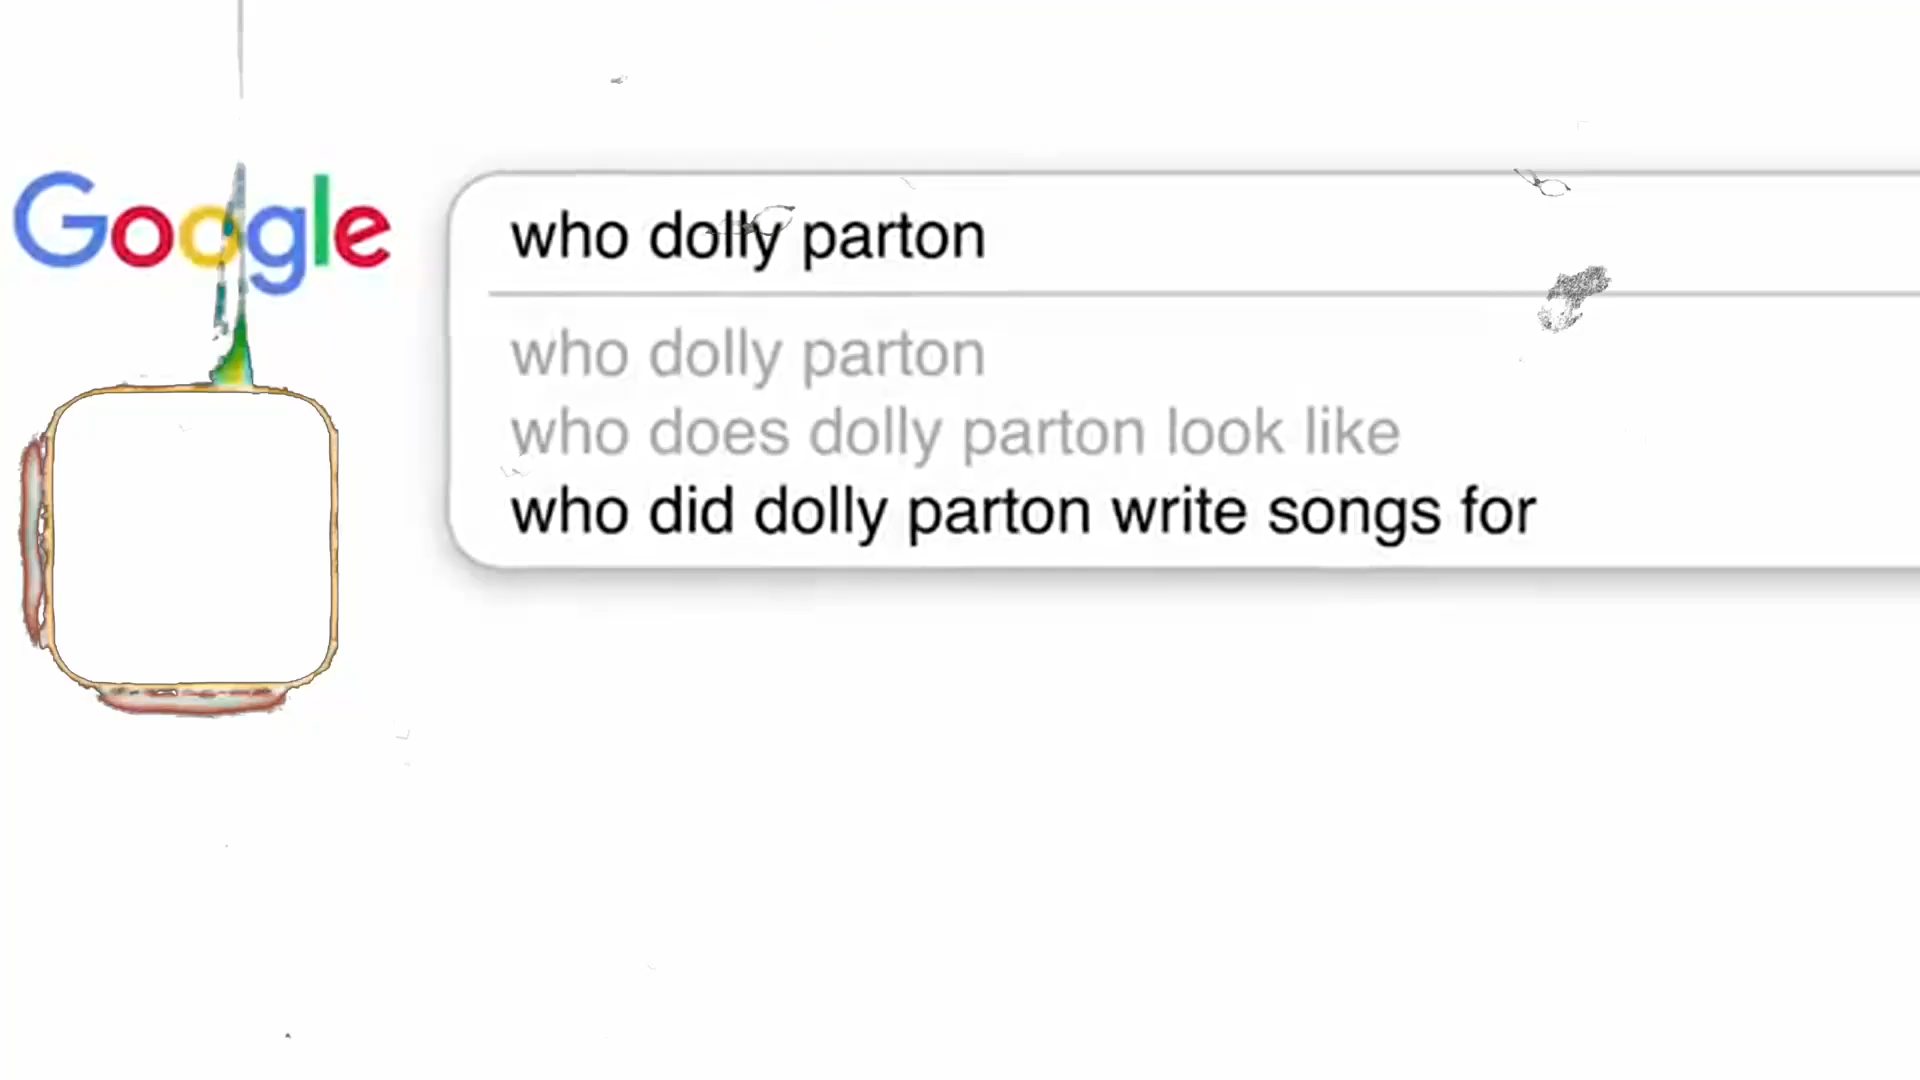 Google
who dolly parton
who dolly parton
who does dolly parton look like
who did dolly parton write songs for